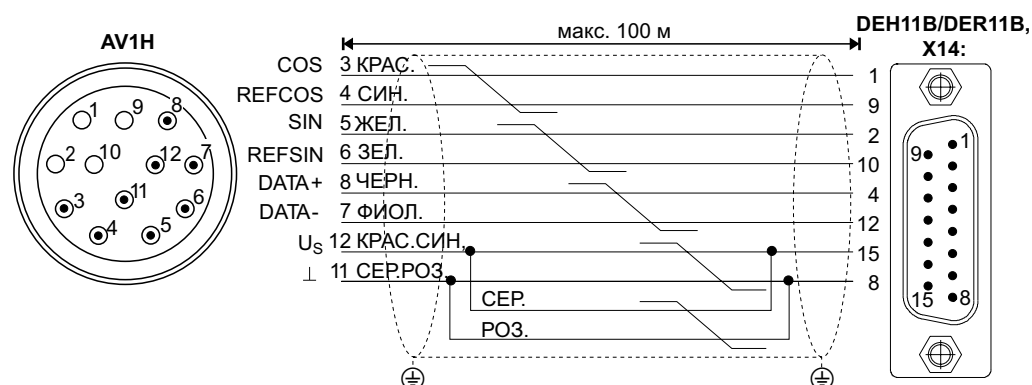 AV1H
макс. 100 м
DEH11B/DER11B,
X14:
COS 3 КРАС. 1
REFCOS 4 СИН. 9
SIN 5 ЖЕЛ. 2
REFSIN 6 ЗЕЛ. 10
DATA+ 8 ЧЕРН. 4
DATA- 7 ФИОЛ. 12
US 12 КРАС.СИН, 15
⊥ 11 СЕР.РОЗ. 8
СЕР.
РОЗ.
1 9 8
2 10 12 7
3 11 6
4 5
9 1
15 8